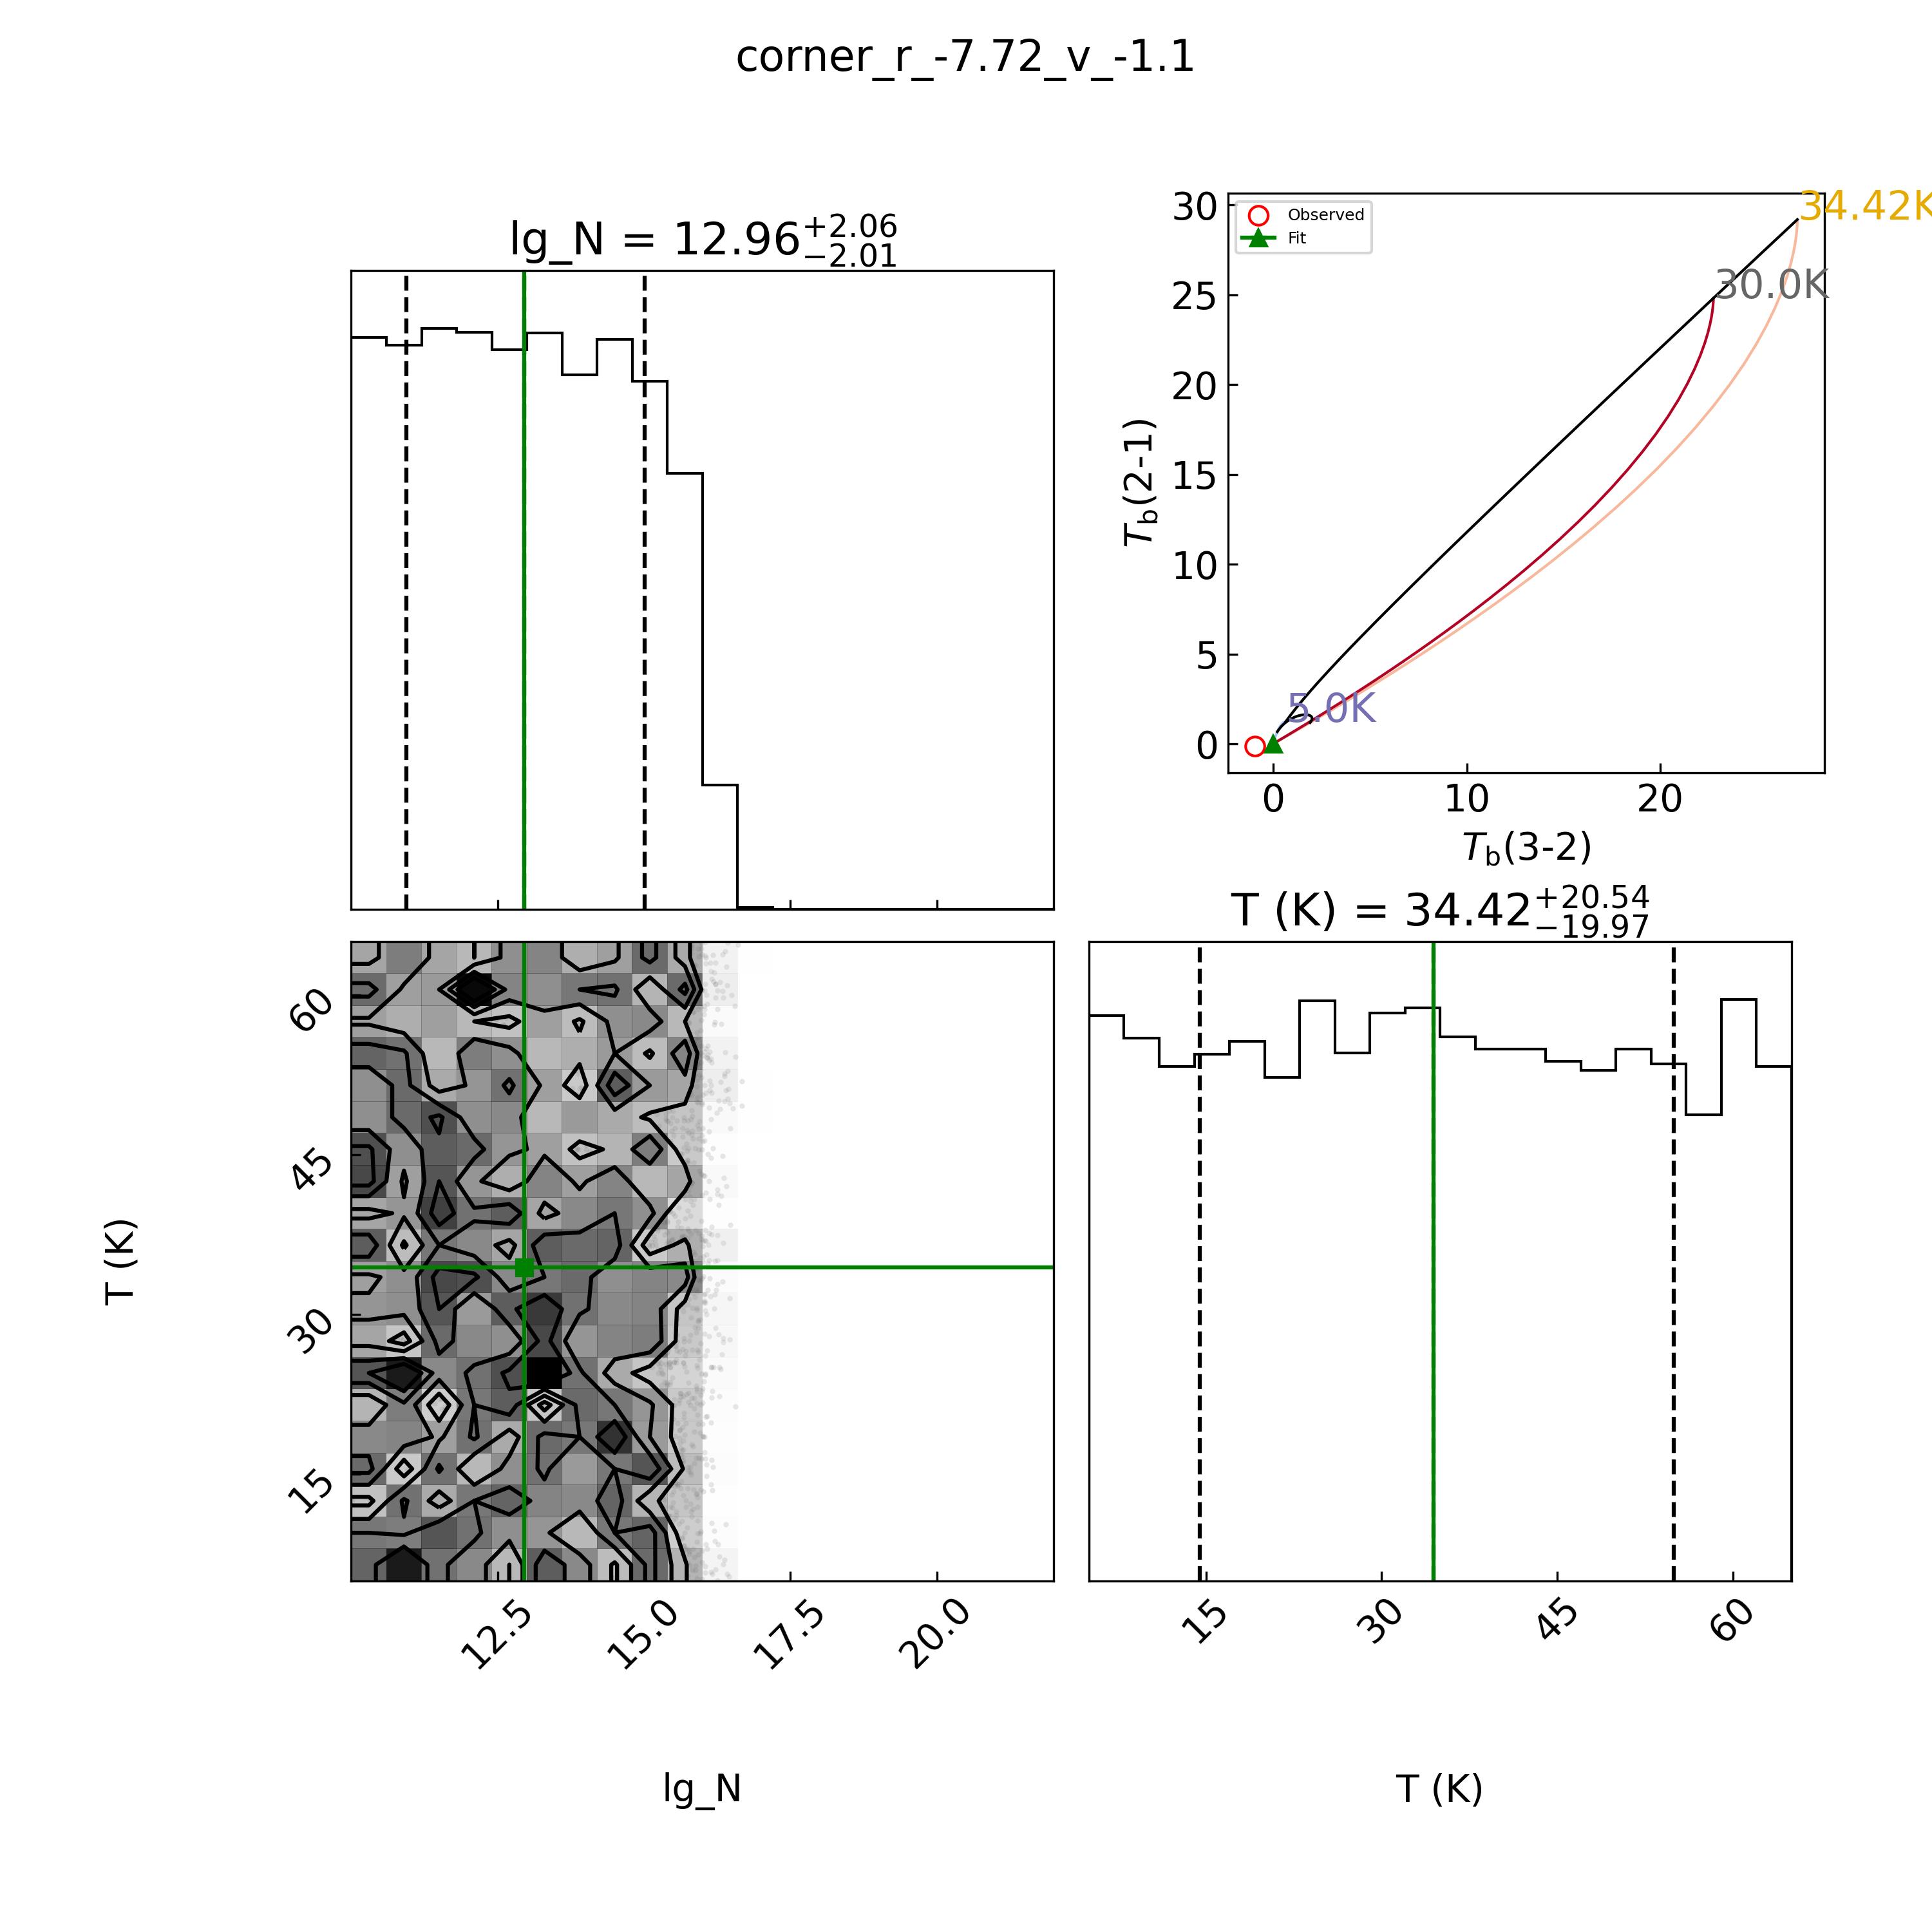 corner_r_-7.72_v_-1.1
lg_N = 12.96+2.06−2.01
34.42K
30.0K
5.0K
Observed
Fit
30
25
20
15
10
5
0
Tb(2-1)
0 10 20
Tb(3-2)
T (K) = 34.42+20.54−19.97
60
45
30
15
T (K)
12.5 15.0 17.5 20.0
lg_N
15 30 45 60
T (K)